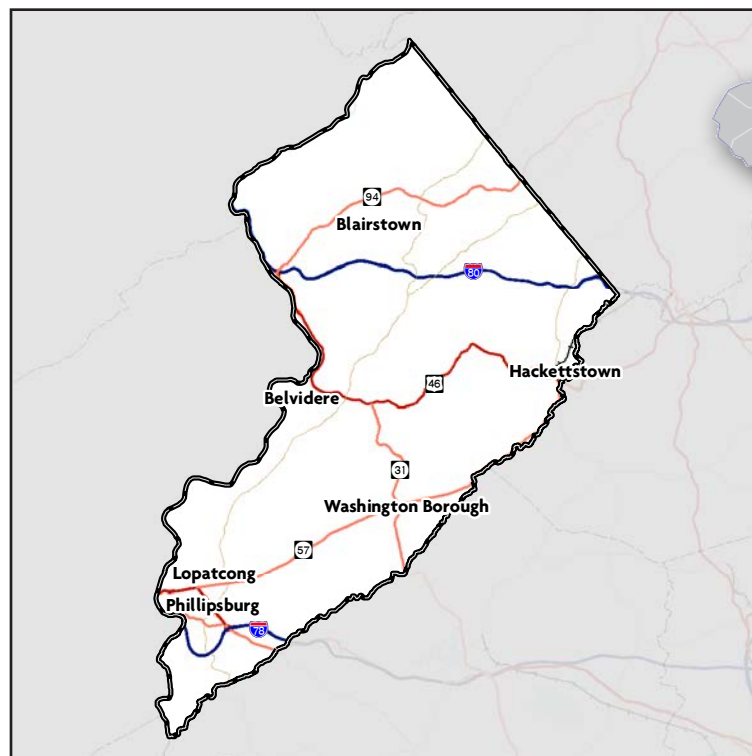 94
Blairstown
80
Hackettstown
46
Belvidere
31
Washington Borough
57
Lopatcong
Phillipsburg
78